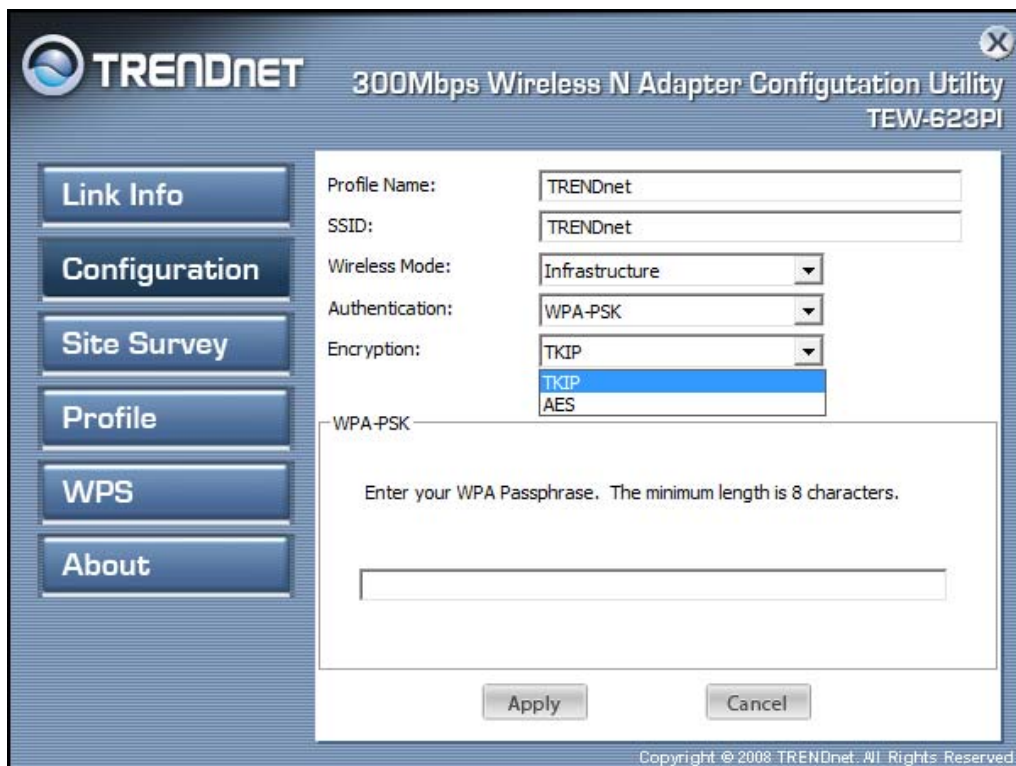 TRENDnet
300Mbps Wireless N Adapter Configutation Utility
TEW-623PI
X
Link Info
Configuration
Site Survey
Profile
WPS
About
Profile Name: TRENDnet
SSID: TRENDnet
Wireless Mode: Infrastructure
Authentication: WPA-PSK
Encryption: TKIP
TKIP
AES
WPA-PSK
Enter your WPA Passphrase. The minimum length is 8 characters.
Apply Cancel
Copyright © 2008 TRENDnet. All Rights Reserved